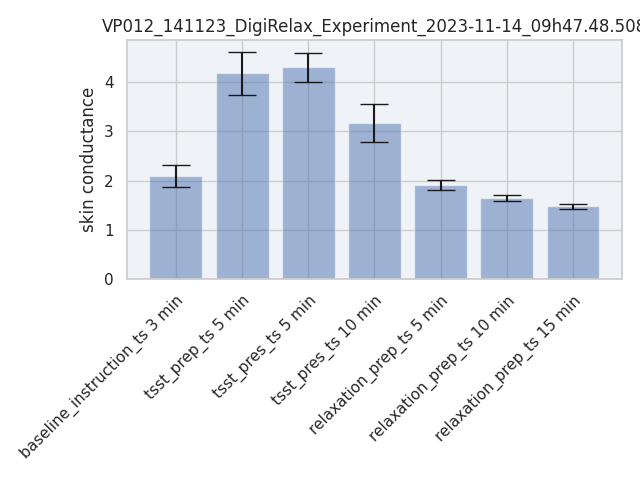 VP012_141123_DigiRelax_Experiment_2023-11-14_09h47.48.508
skin conductance
4
3
2
1
0
baseline_instruction_ts 3 min
tsst_prep_ts 5 min
tsst_pres_ts 5 min
tsst_pres_ts 10 min
relaxation_prep_ts 5 min
relaxation_prep_ts 10 min
relaxation_prep_ts 15 min